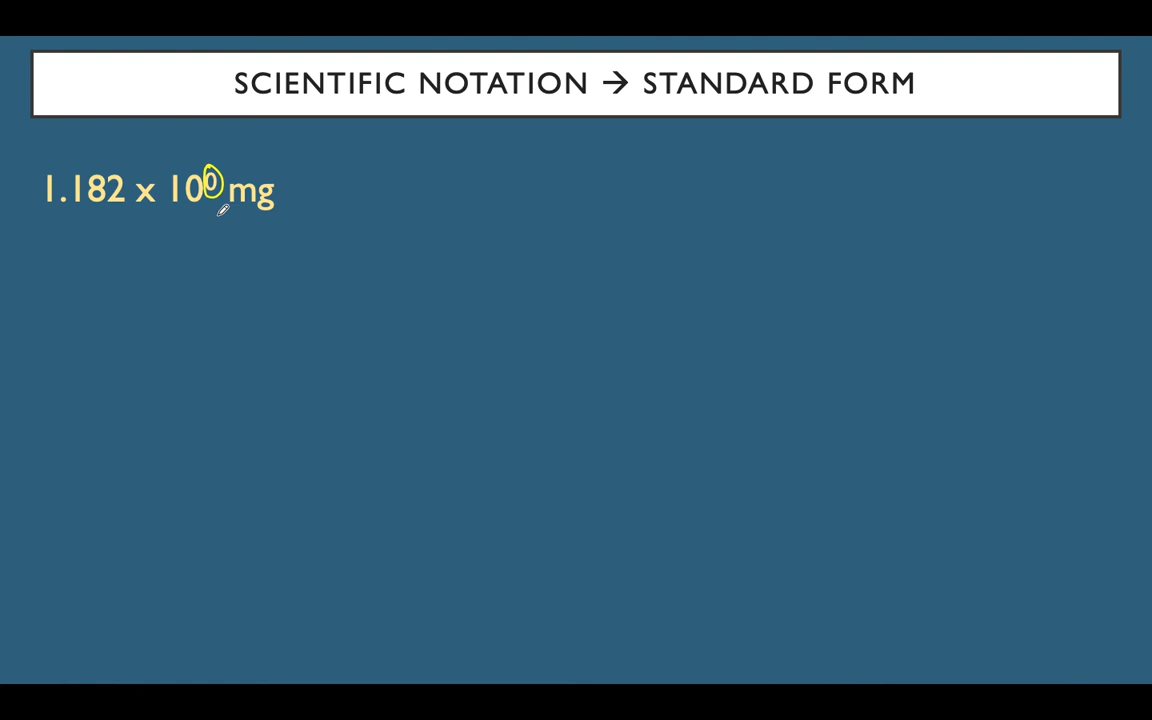 SCIENTIFIC NOTATION → STANDARD FORM
1.182 x 10⁰ mg